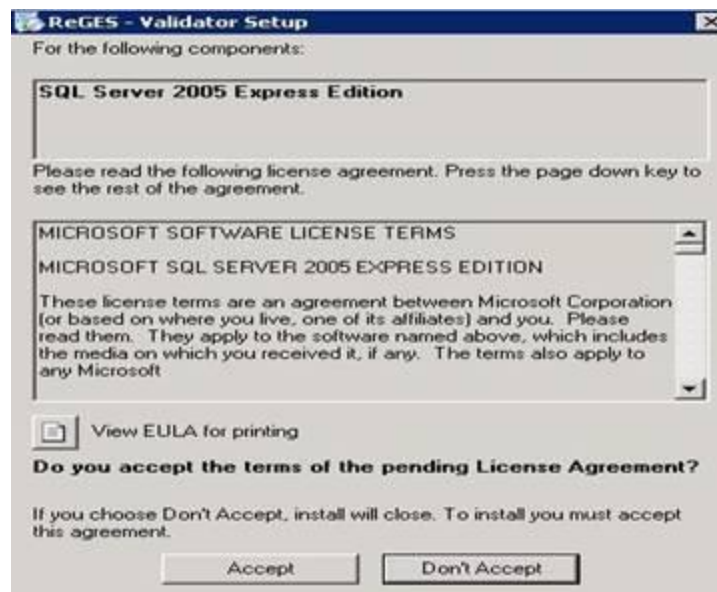 ReGES - Validator Setup
For the following components:
SQL Server 2005 Express Edition
Please read the following license agreement. Press the page down key to
see the rest of the agreement.
MICROSOFT SOFTWARE LICENSE TERMS
MICROSOFT SQL SERVER 2005 EXPRESS EDITION
These license terms are an agreement between Microsoft Corporation
(or based on where you live, one of its affiliates) and you. Please
read them. They apply to the software named above, which includes
the media on which you received it, if any. The terms also apply to
any Microsoft
View EULA for printing
Do you accept the terms of the pending License Agreement?
If you choose Don't Accept, install will close. To install you must accept
this agreement.
Accept Don't Accept